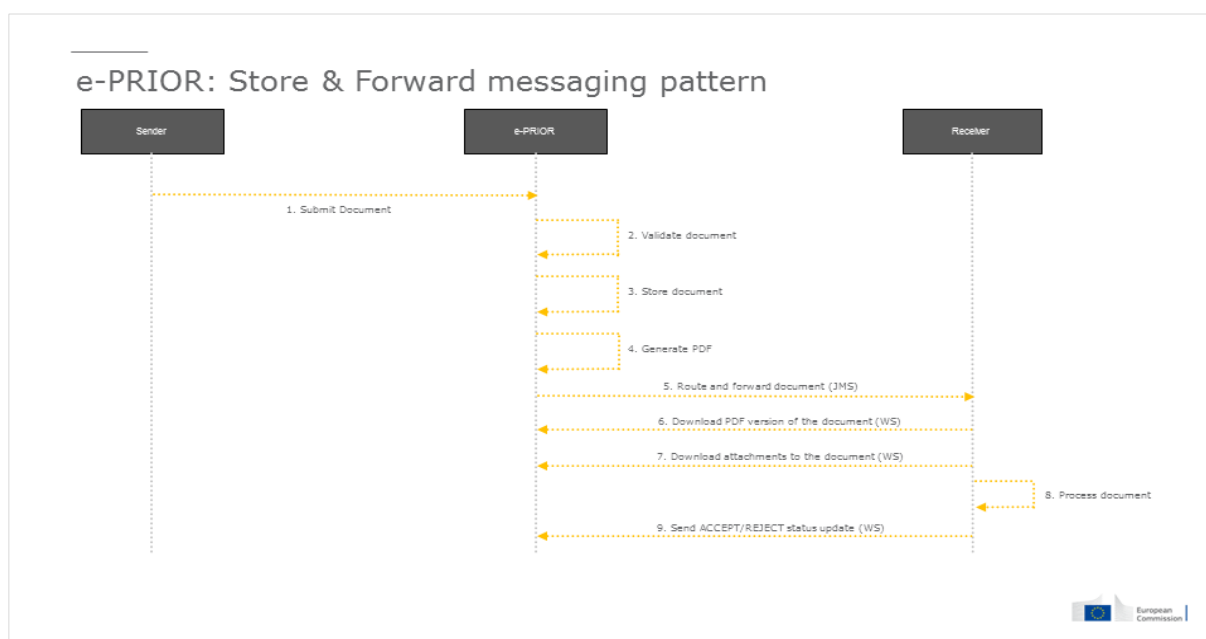 e-PRIOR: Store & Forward messaging pattern
Sender
e-PRIOR
Receiver
1. Submit Document
2. Validate document
3. Store document
4. Generate PDF
5. Route and forward document (JMS)
6. Download PDF version of the document (WS)
7. Download attachments to the document (WS)
8. Process document
9. Send ACCEPT/REJECT status update (WS)
European
Commission